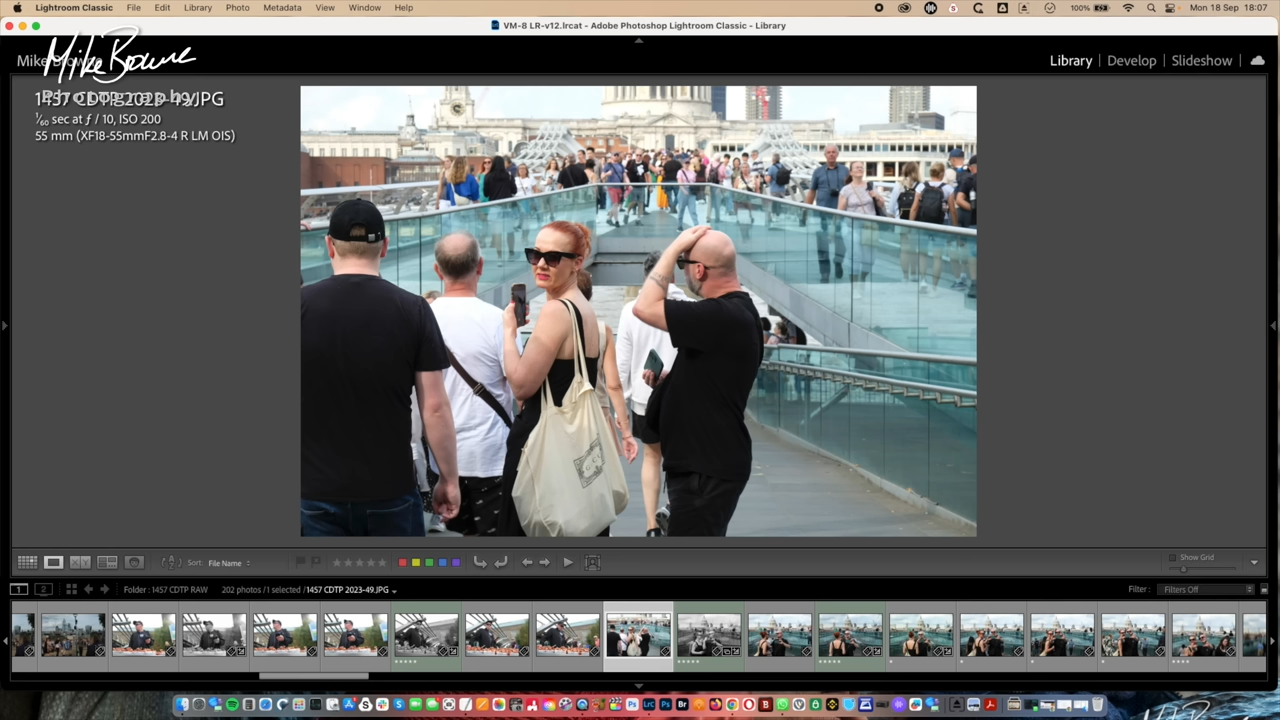 Lightroom Classic File Edit Library Photo Metadata View Window Help 100% Mon 18 Sep 18:07
VM-8 LR-v12.lrcat - Adobe Photoshop Lightroom Classic - Library
Mike Browne
Library | Develop | Slideshow
Photography
1457 CDTP 2023-49.JPG
1/60 sec at ƒ / 10, ISO 200
55 mm (XF18-55mmF2.8-4 R LM OIS)
Sort: File Name
Show Grid
1 2 Folder : 1457 CDTP RAW 202 photos / 1 selected / 1457 CDTP 2023-49.JPG Filter : Filters Off